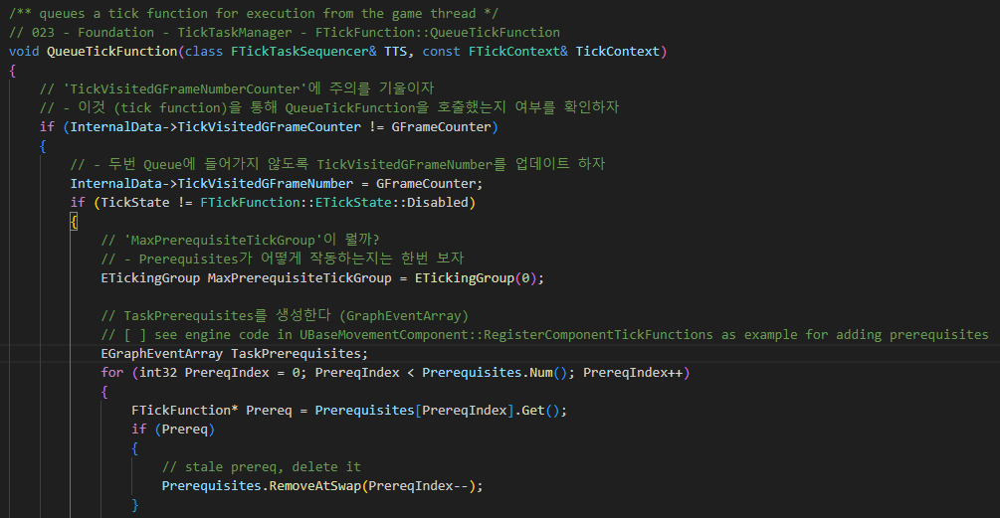 /** queues a tick function for execution from the game thread */
// 023 - Foundation - TickTaskManager - FTickFunction::QueueTickFunction
void QueueTickFunction(class FTickTaskSequencer& TTS, const FTickContext& TickContext)
{
// 'TickVisitedGFrameNumberCounter'에 주의를 기울이자
// - 이것 (tick function)을 통해 QueueTickFunction을 호출했는지 여부를 확인하자
if (InternalData->TickVisitedGFrameCounter != GFrameCounter)
{
// - 두번 Queue에 들어가지 않도록 TickVisitedGFrameNumber를 업데이트 하자
InternalData->TickVisitedGFrameNumber = GFrameCounter;
if (TickState != FTickFunction::ETickState::Disabled)
{
// 'MaxPrerequisiteTickGroup'이 뭘까?
// - Prerequisites가 어떻게 작동하는지는 한번 보자
ETickingGroup MaxPrerequisiteTickGroup = ETickingGroup(0);
// TaskPrerequisites를 생성한다 (GraphEventArray)
// [ ] see engine code in UBaseMovementComponent::RegisterComponentTickFunctions as example for adding prerequisites
EGraphEventArray TaskPrerequisites;
for (int32 PrereqIndex = 0; PrereqIndex < Prerequisites.Num(); PrereqIndex++)
{
FTickFunction* Prereq = Prerequisites[PrereqIndex].Get();
if (Prereq)
{
// stale prereq, delete it
Prerequisites.RemoveAtSwap(PrereqIndex--);
}